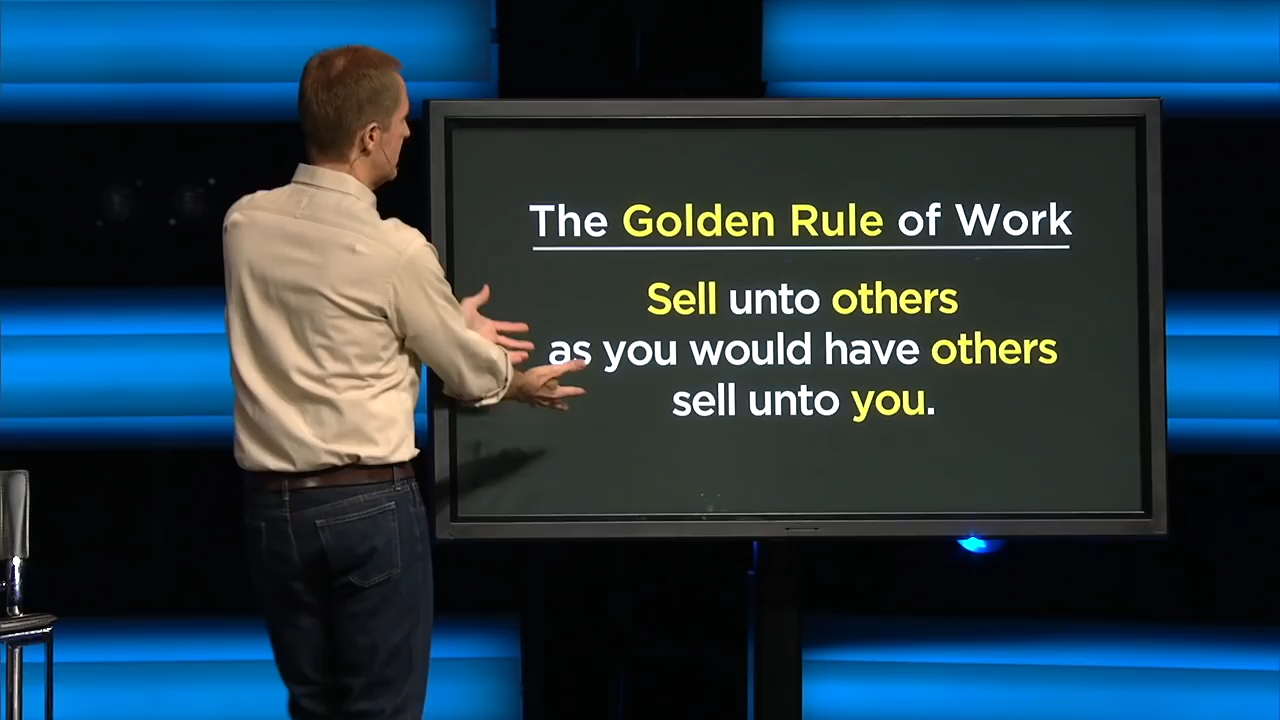 The Golden Rule of Work
Sell unto others
as you would have others
sell unto you.